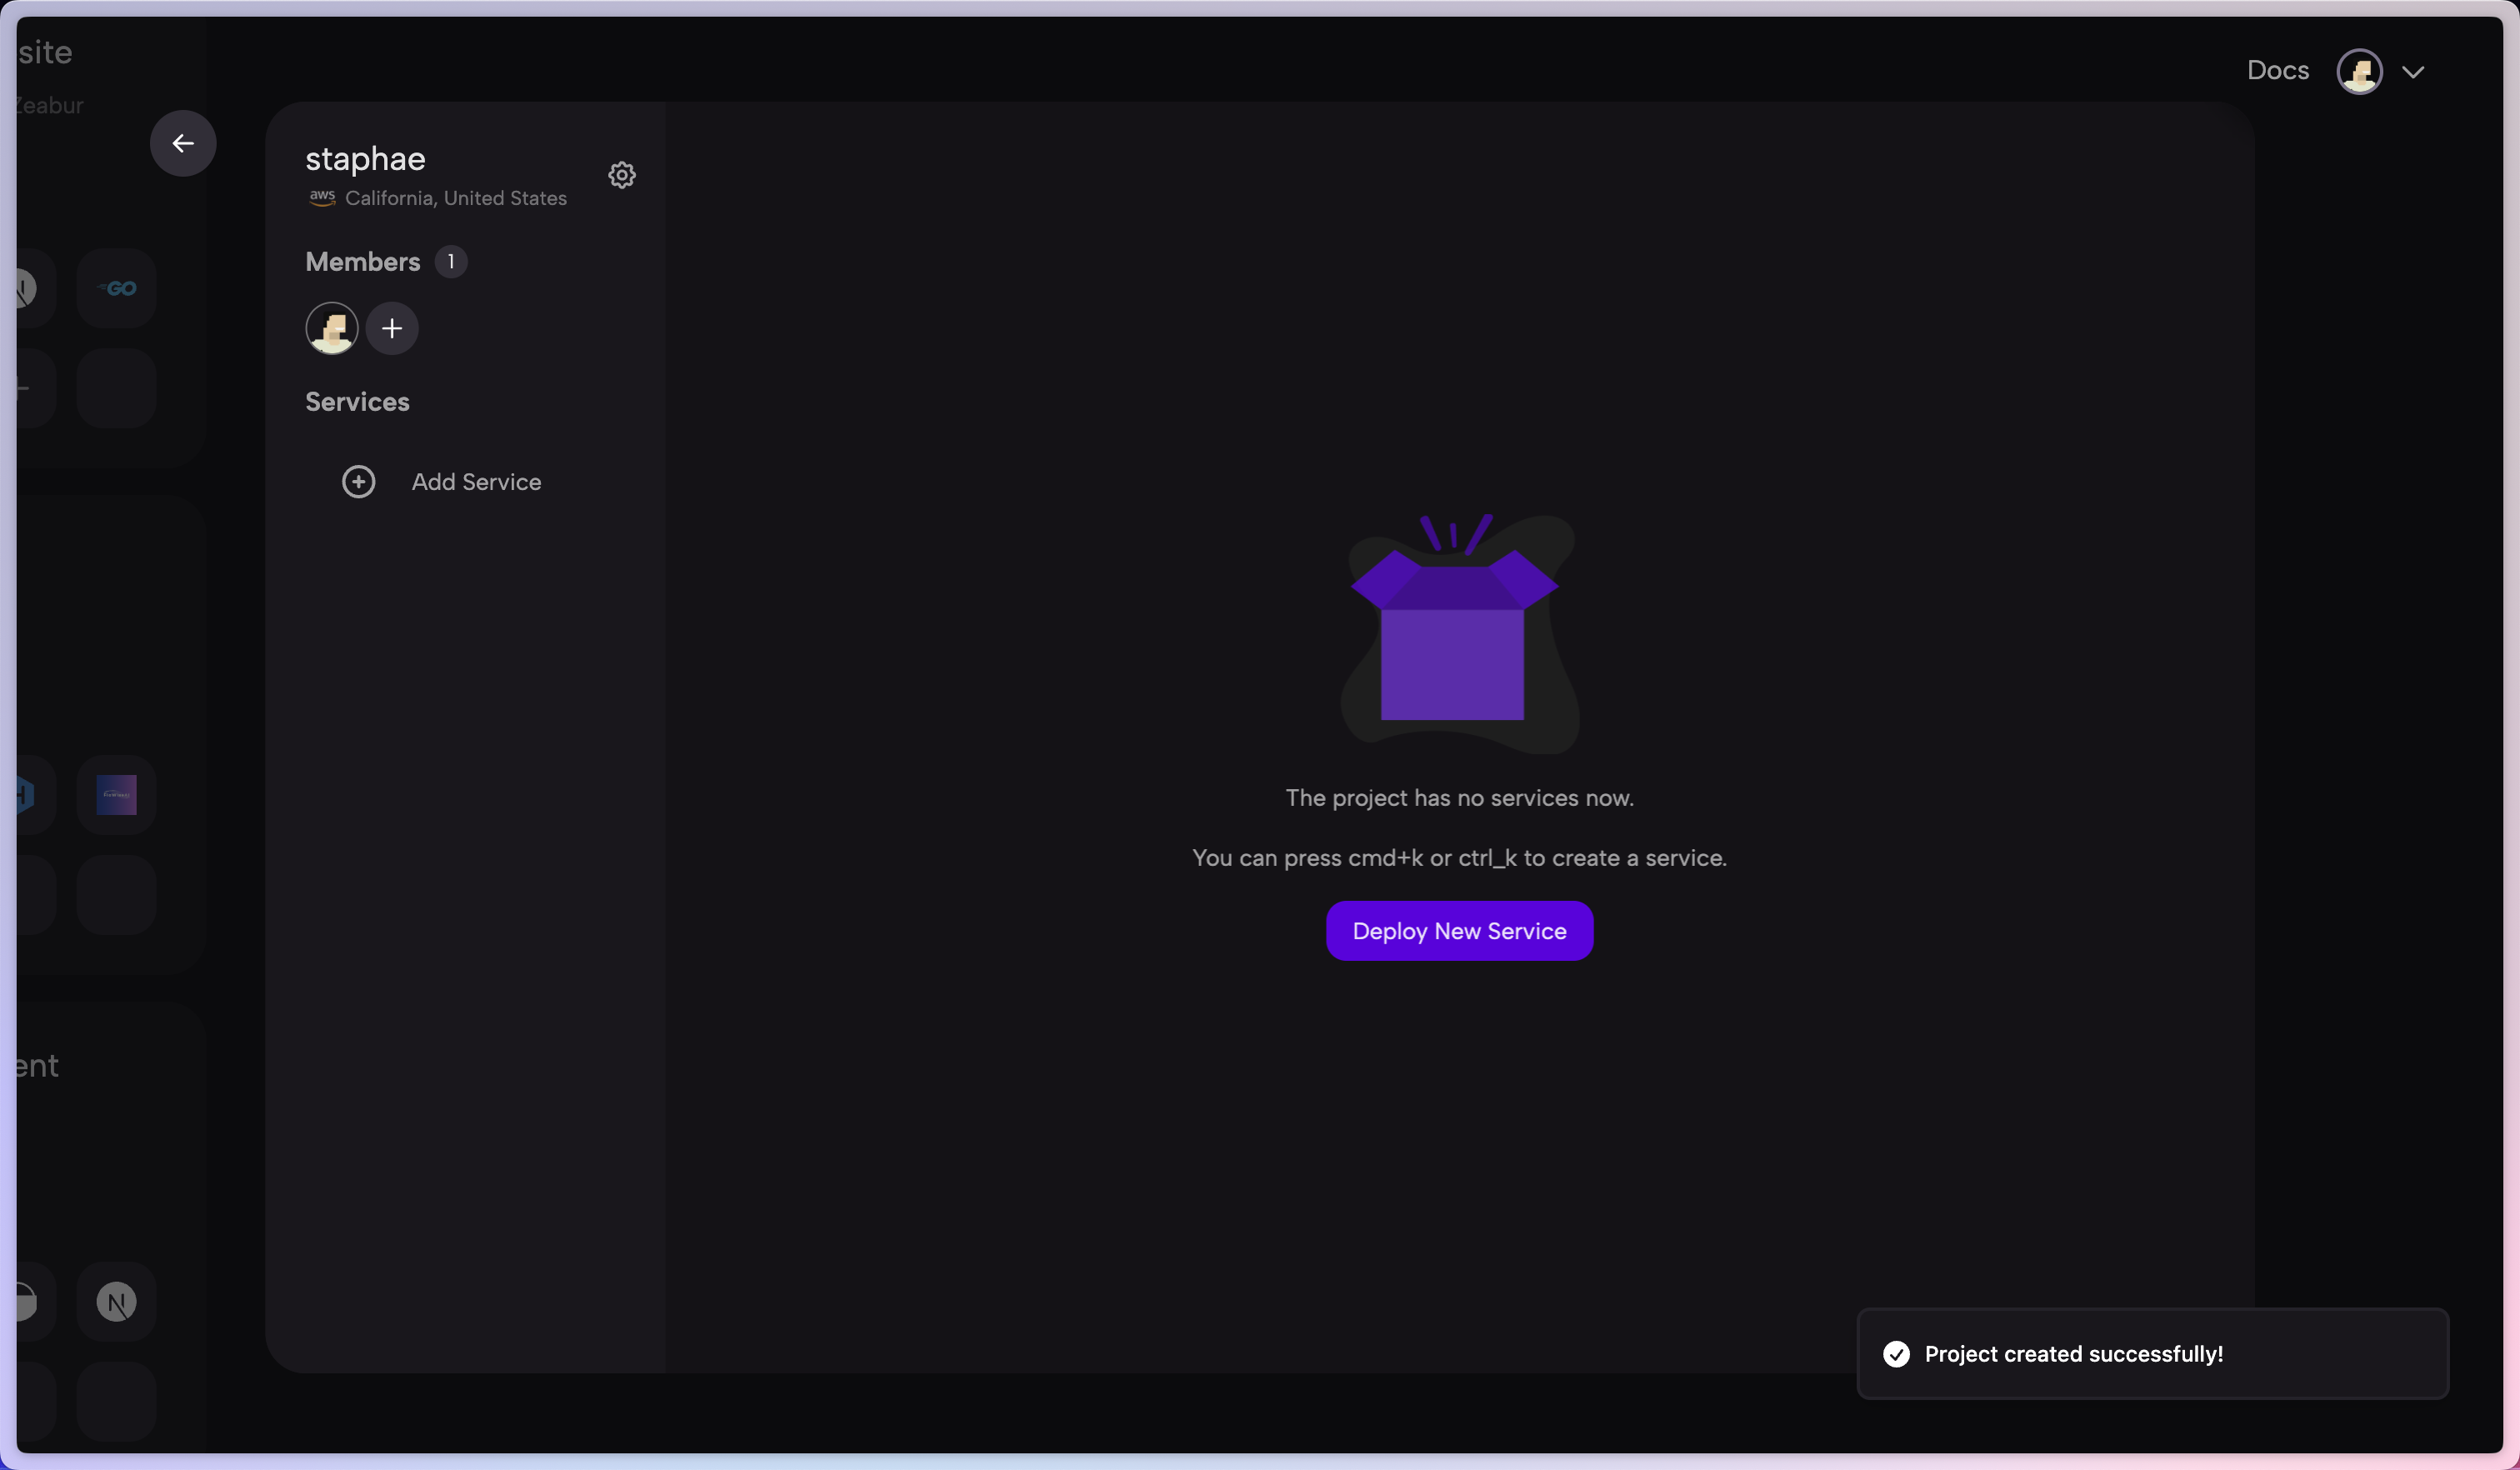 site
Zeabur
Docs
staphae
aws California, United States
Members 1
GO
Services
Add Service
The project has no services now.
You can press cmd+k or ctrl_k to create a service.
Deploy New Service
ent
N
Project created successfully!